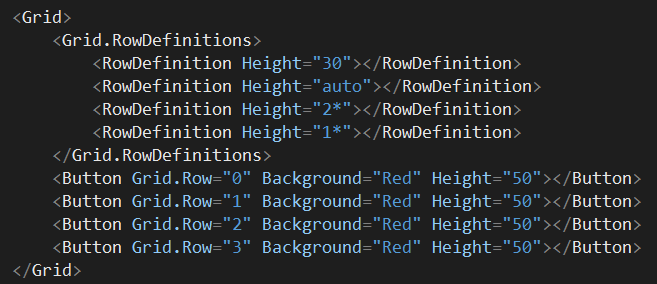 <Grid>
    <Grid.RowDefinitions>
        <RowDefinition Height="30"></RowDefinition>
        <RowDefinition Height="auto"></RowDefinition>
        <RowDefinition Height="2*"></RowDefinition>
        <RowDefinition Height="1*"></RowDefinition>
    </Grid.RowDefinitions>
    <Button Grid.Row="0" Background="Red" Height="50"></Button>
    <Button Grid.Row="1" Background="Red" Height="50"></Button>
    <Button Grid.Row="2" Background="Red" Height="50"></Button>
    <Button Grid.Row="3" Background="Red" Height="50"></Button>
</Grid>